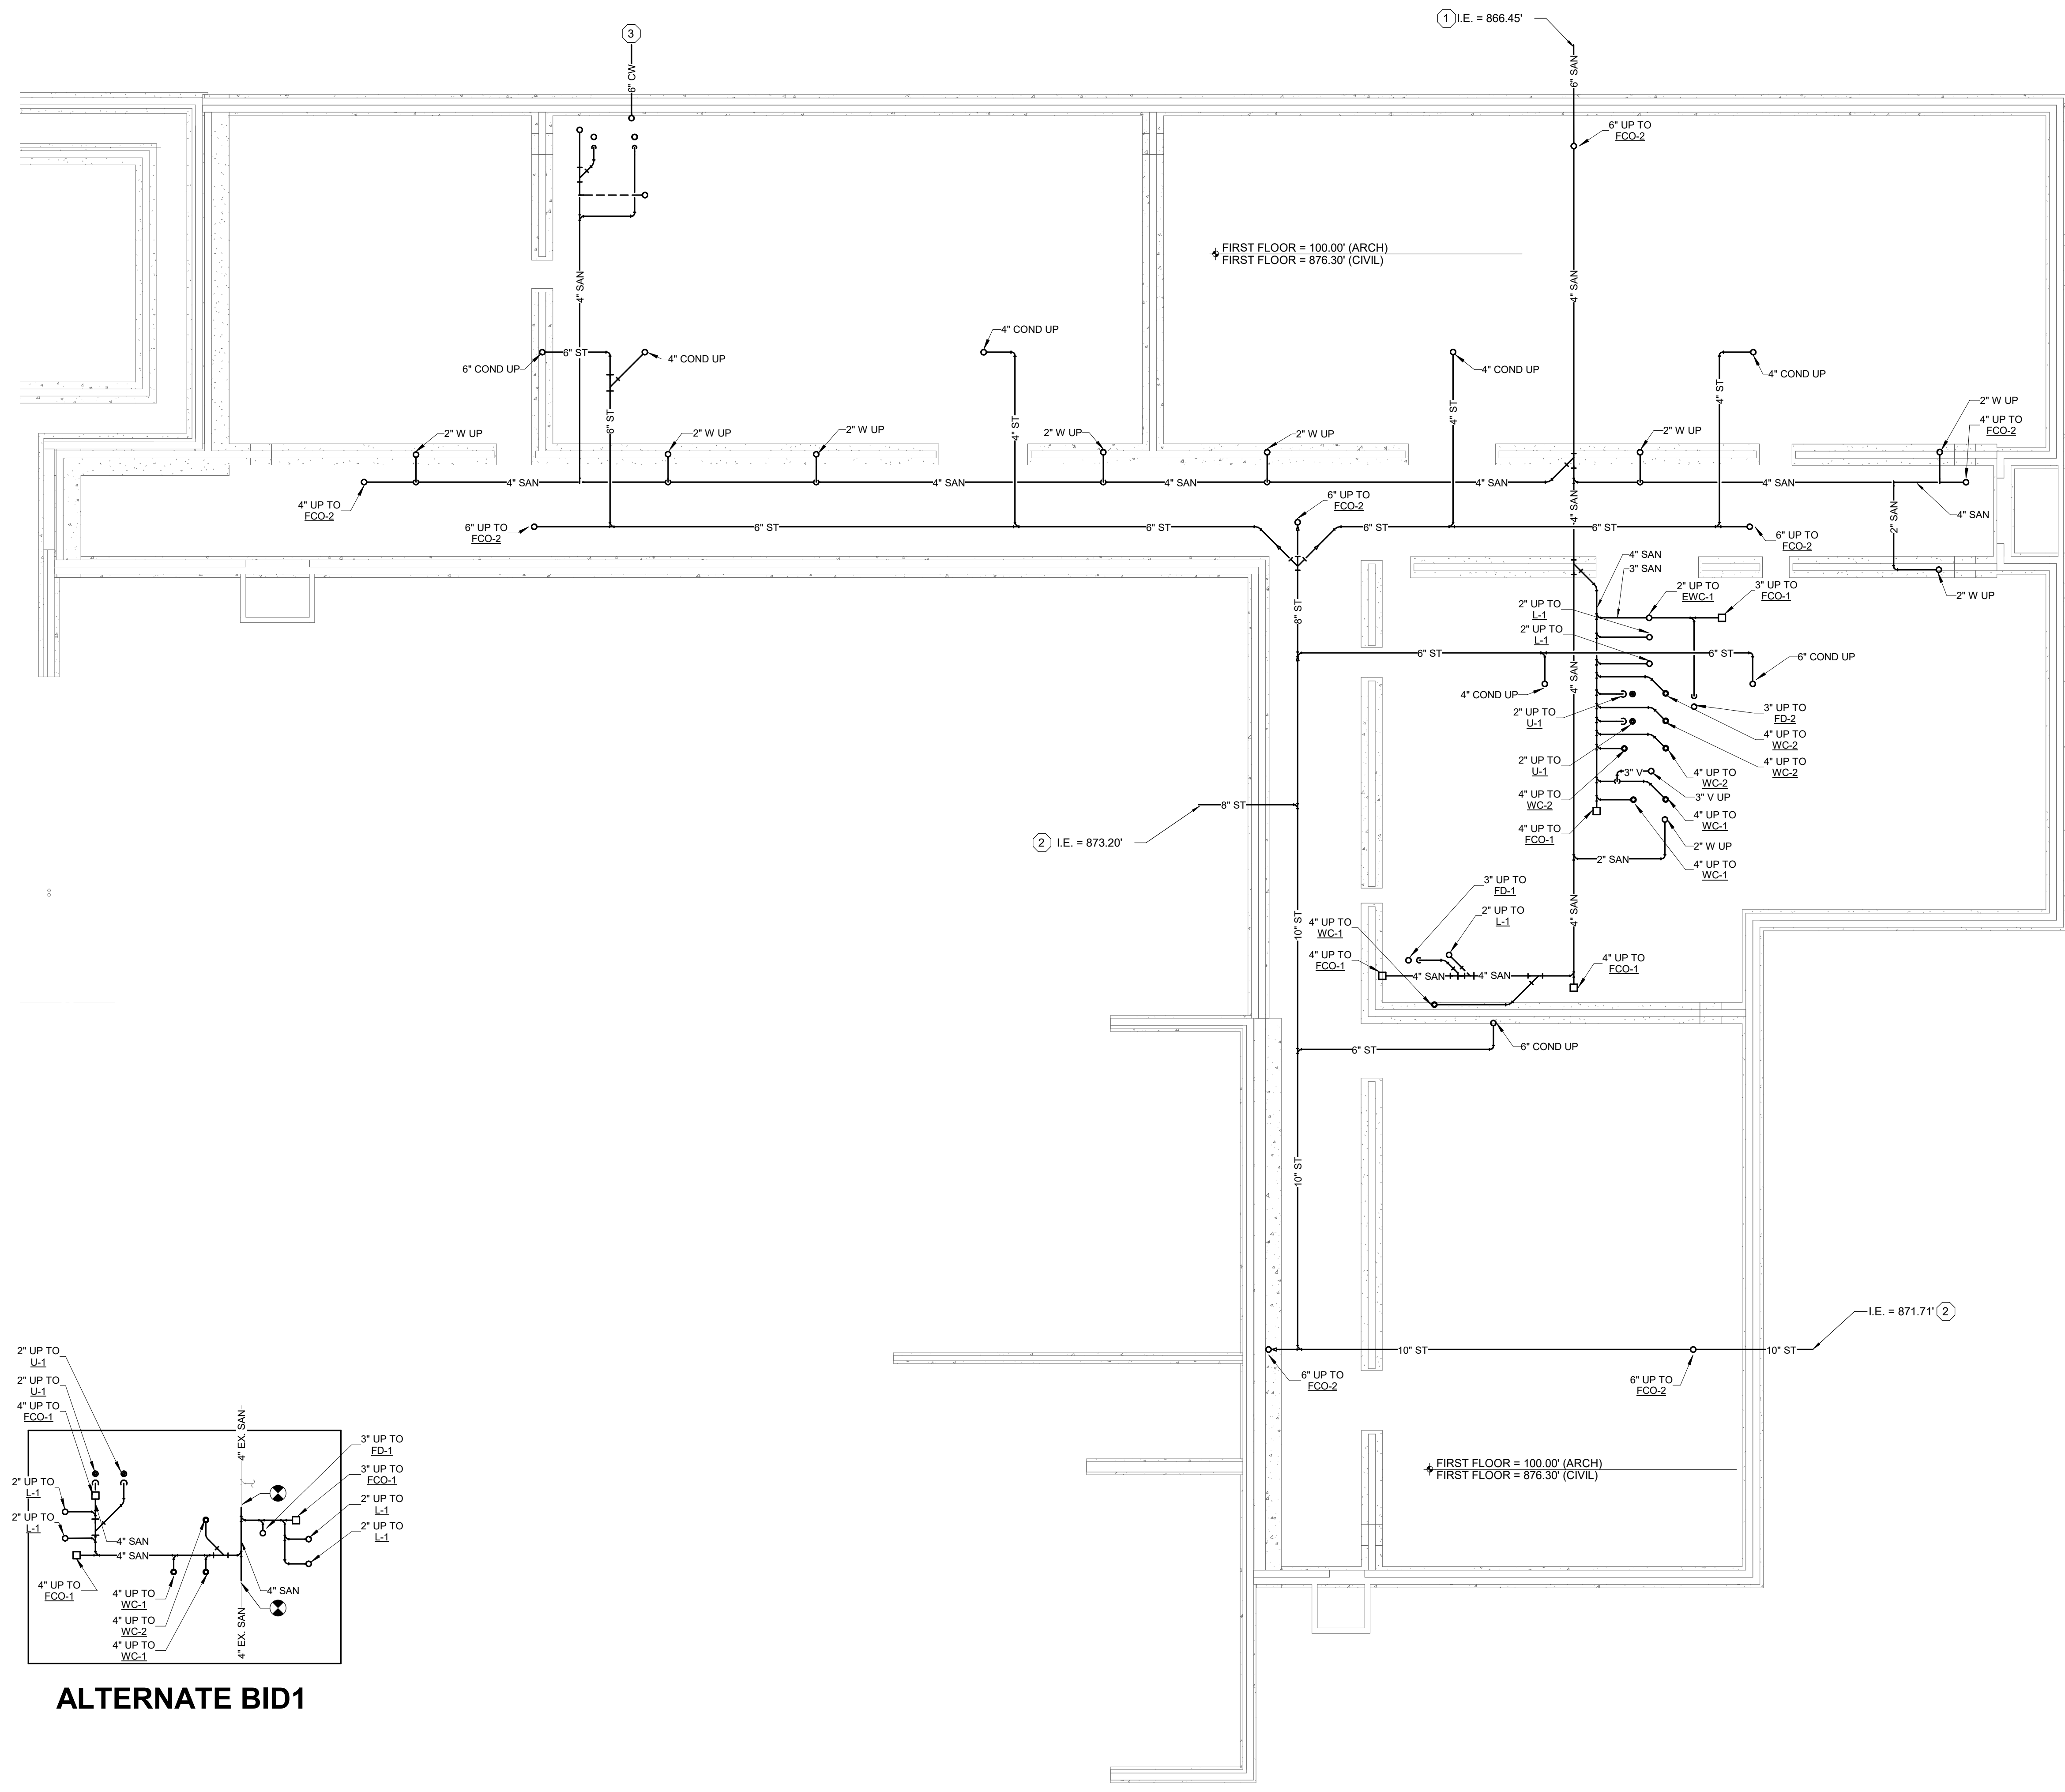 3
1 I.E. = 866.45'
6" CW
6" SAN
6" UP TO
FCO-2
FIRST FLOOR = 100.00' (ARCH)
FIRST FLOOR = 876.30' (CIVIL)
4" SAN
4" SAN
6" COND UP
6" ST
4" COND UP
4" COND UP
4" COND UP
4" COND UP
6" ST
4" ST
4" ST
4" ST
2" W UP
2" W UP
2" W UP
2" W UP
2" W UP
2" W UP
2" W UP
4" UP TO
FCO-2
4" UP TO
FCO-2
4" SAN
4" SAN
4" SAN
4" SAN
4" SAN
4" SAN
4" SAN
2" SAN
6" UP TO
FCO-2
6" ST
6" ST
6" UP TO
FCO-2
6" ST
6" ST
6" UP TO
FCO-2
2" W UP
8" ST
4" SAN
3" SAN
2" UP TO
EWC-1
3" UP TO
FCO-1
2" UP TO
L-1
2" UP TO
L-1
6" ST
6" ST
6" COND UP
4" COND UP
4" SAN
2" UP TO
U-1
3" UP TO
FD-2
4" UP TO
WC-2
4" UP TO
WC-2
2" UP TO
U-1
4" UP TO
WC-2
3" V
3" V UP
4" UP TO
WC-2
4" UP TO
WC-1
4" UP TO
FCO-1
2" W UP
2" SAN
4" UP TO
WC-1
8" ST
2 I.E. = 873.20'
10" ST
4" SAN
3" UP TO
FD-1
2" UP TO
L-1
4" UP TO
WC-1
4" UP TO
FCO-1
4" SAN
4" SAN
4" UP TO
FCO-1
6" ST
6" COND UP
10" ST
I.E. = 871.71' 2
10" ST
10" ST
6" UP TO
FCO-2
6" UP TO
FCO-2
FIRST FLOOR = 100.00' (ARCH)
FIRST FLOOR = 876.30' (CIVIL)
2" UP TO
U-1
2" UP TO
U-1
4" UP TO
FCO-1
4" EX. SAN
3" UP TO
FD-1
3" UP TO
FCO-1
2" UP TO
L-1
2" UP TO
L-1
2" UP TO
L-1
2" UP TO
L-1
4" SAN
4" SAN
4" UP TO
FCO-1
4" UP TO
WC-1
4" UP TO
WC-2
4" UP TO
WC-1
4" SAN
4" EX. SAN
ALTERNATE BID1